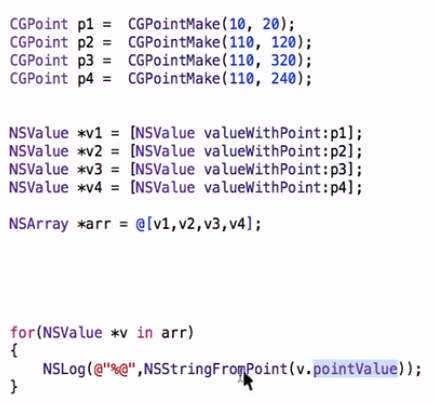 CGPoint p1 =  CGPointMake(10, 20);
CGPoint p2 =  CGPointMake(110, 120);
CGPoint p3 =  CGPointMake(110, 320);
CGPoint p4 =  CGPointMake(110, 240);
NSValue *v1 = [NSValue valueWithPoint:p1];
NSValue *v2 = [NSValue valueWithPoint:p2];
NSValue *v3 = [NSValue valueWithPoint:p3];
NSValue *v4 = [NSValue valueWithPoint:p4];
NSArray *arr = @[v1,v2,v3,v4];
for(NSValue *v in arr)
{
    NSLog(@"%@",NSStringFromPoint(v.pointValue));
}